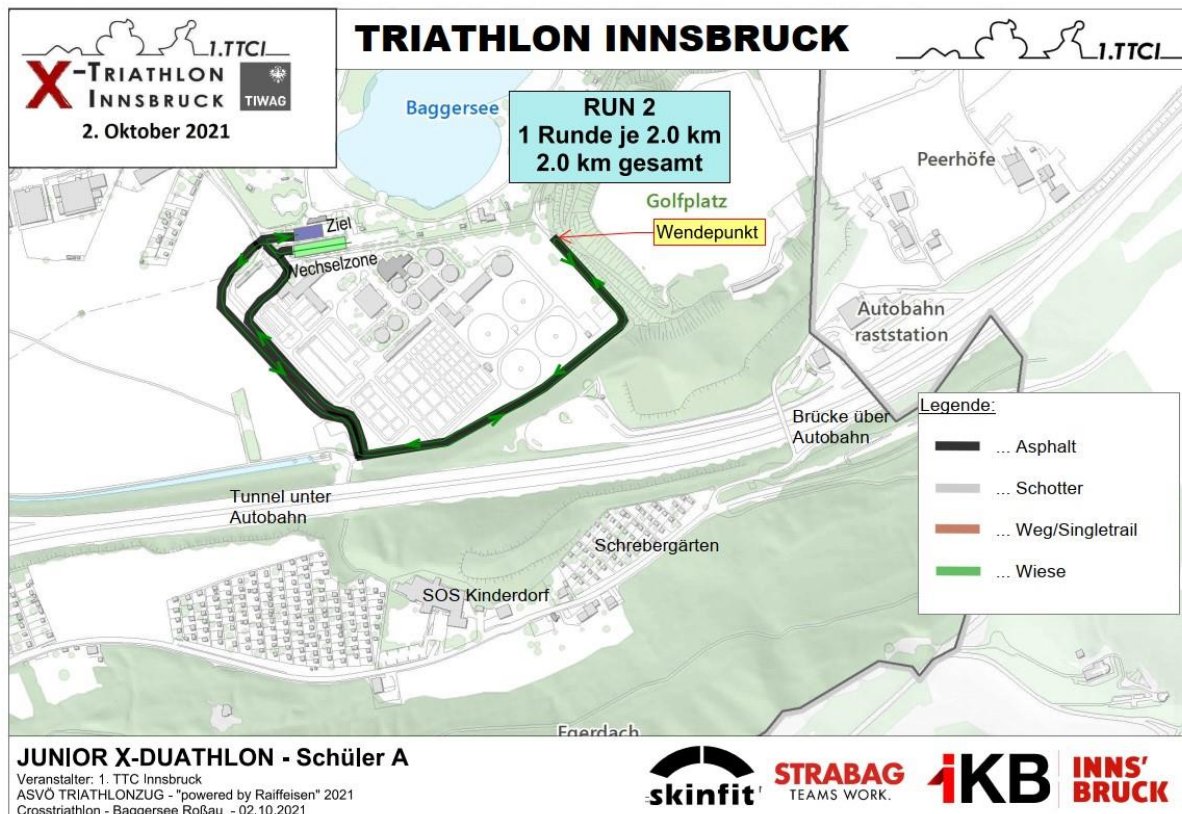 1.TTCI
X-TRIATHLON
INNSBRUCK
TIWAG
2. Oktober 2021
TRIATHLON INNSBRUCK
1.TTCI
Baggersee
RUN 2
1 Runde je 2.0 km
2.0 km gesamt
Peerhöfe
Golfplatz
Wendepunkt
Ziel
Wechselzone
Autobahn
raststation
Brücke über
Autobahn
Legende:
... Asphalt
... Schotter
... Weg/Singletrail
... Wiese
Tunnel unter
Autobahn
Schrebergärten
SOS Kinderdorf
Egerdach
JUNIOR X-DUATHLON - Schüler A
Veranstalter: 1. TTC Innsbruck
ASVÖ TRIATHLONZUG - "powered by Raiffeisen" 2021
Crosstriathlon - Baggersee Roßau - 02.10.2021
skinfit
STRABAG
TEAMS WORK.
iKB
INNS'
BRUCK